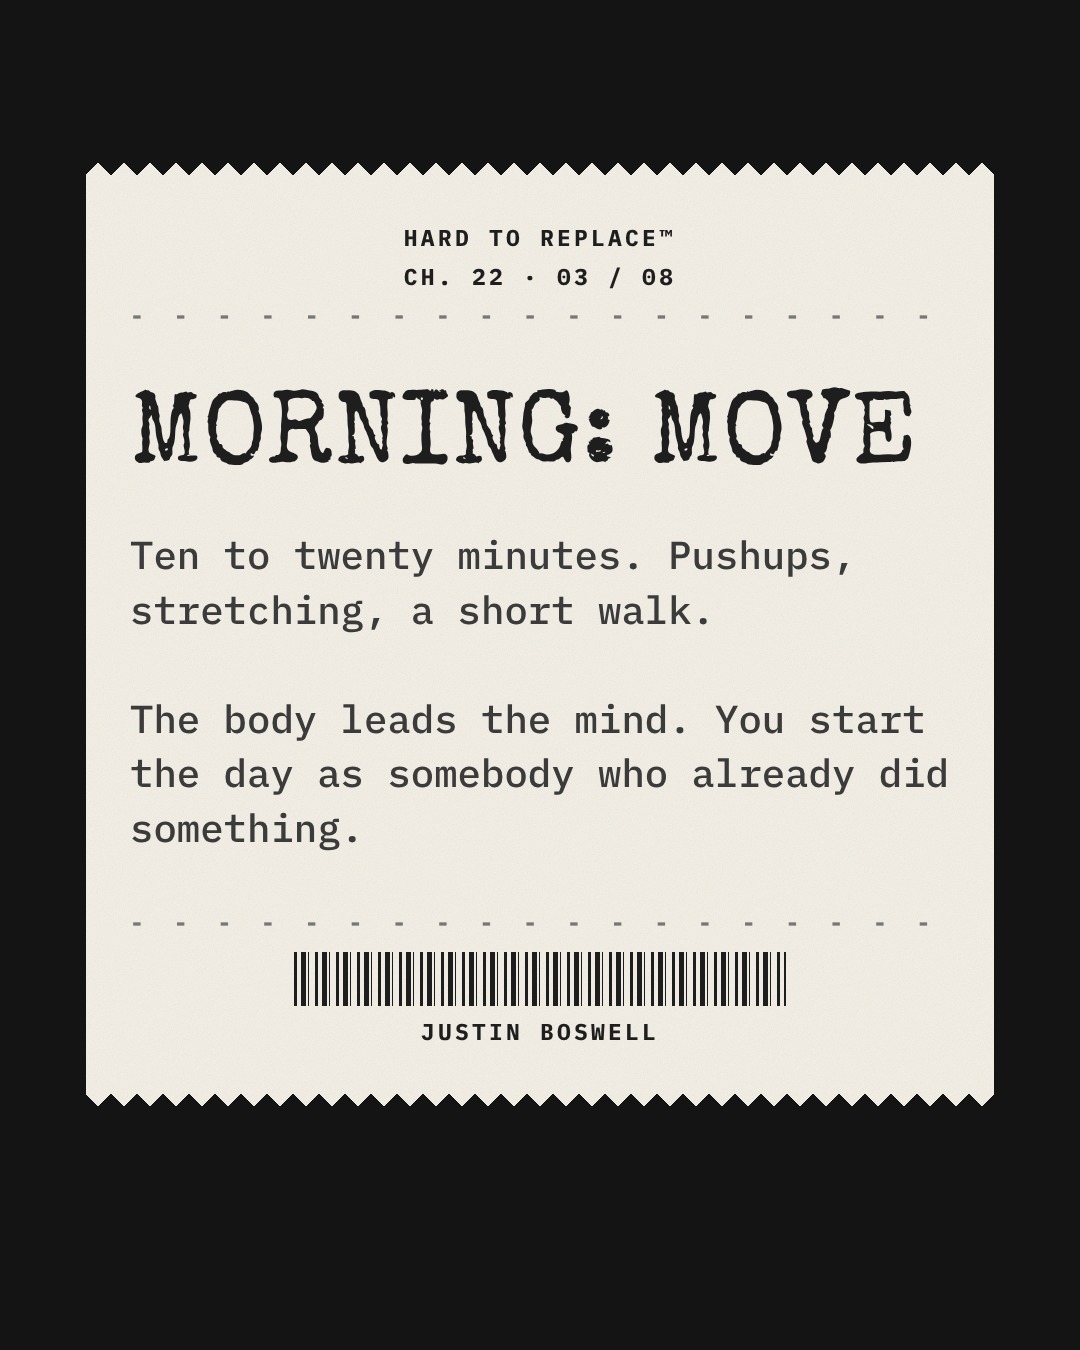 HARD TO REPLACE™
CH. 22 · 03 / 08
- - - - - - - - - - - - - - - - - - -
MORNING: MOVE
Ten to twenty minutes. Pushups,
stretching, a short walk.
The body leads the mind. You start
the day as somebody who already did
something.
- - - - - - - - - - - - - - - - - - -
JUSTIN BOSWELL